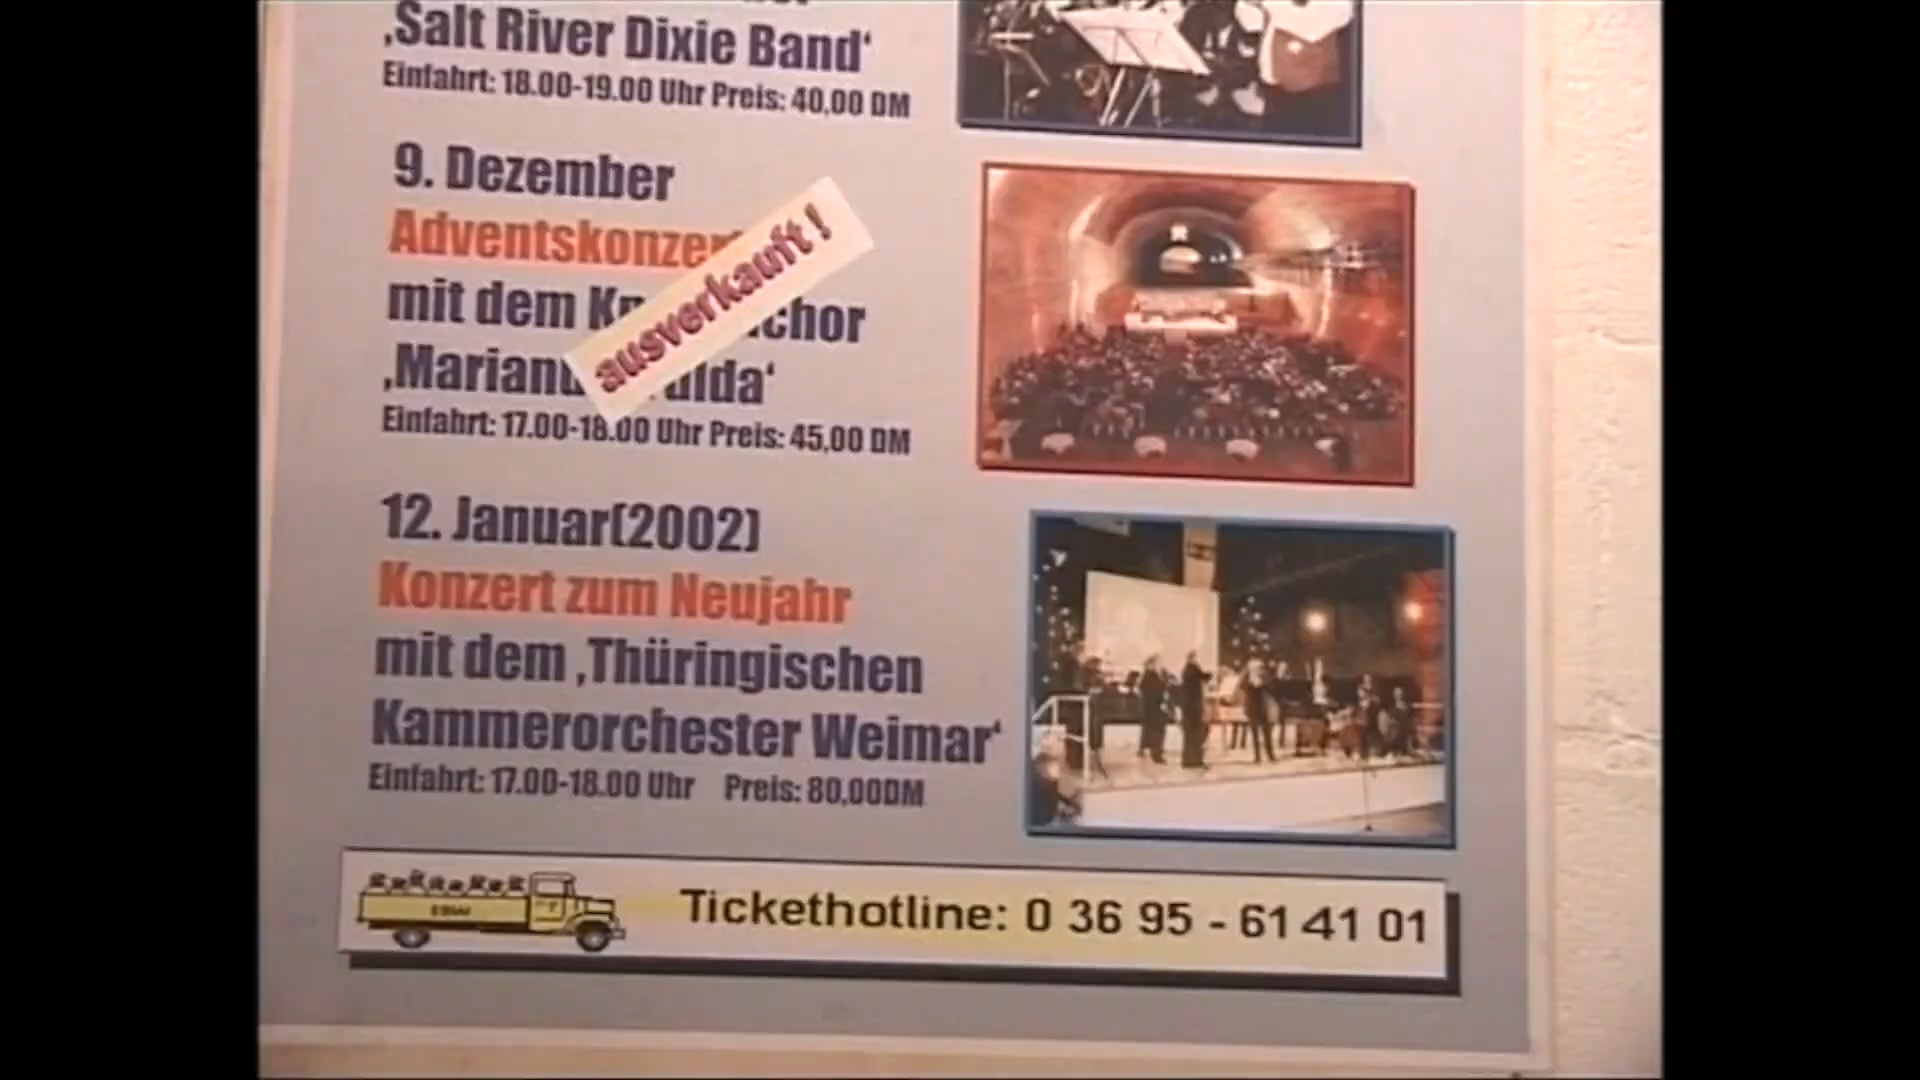 ‚Salt River Dixie Band‘
Einfahrt: 18.00-19.00 Uhr Preis: 40,00 DM
9. Dezember
Adventskonzert
mit dem chor
ausverkauft !
Einfahrt: 17.00-18.00 Uhr Preis: 45,00 DM
12. Januar(2002)
Konzert zum Neujahr
mit dem ‚Thüringischen
Kammerorchester Weimar‘
Einfahrt: 17.00-18.00 Uhr Preis: 80,00DM
Tickethotline: 0 36 95 - 61 41 01